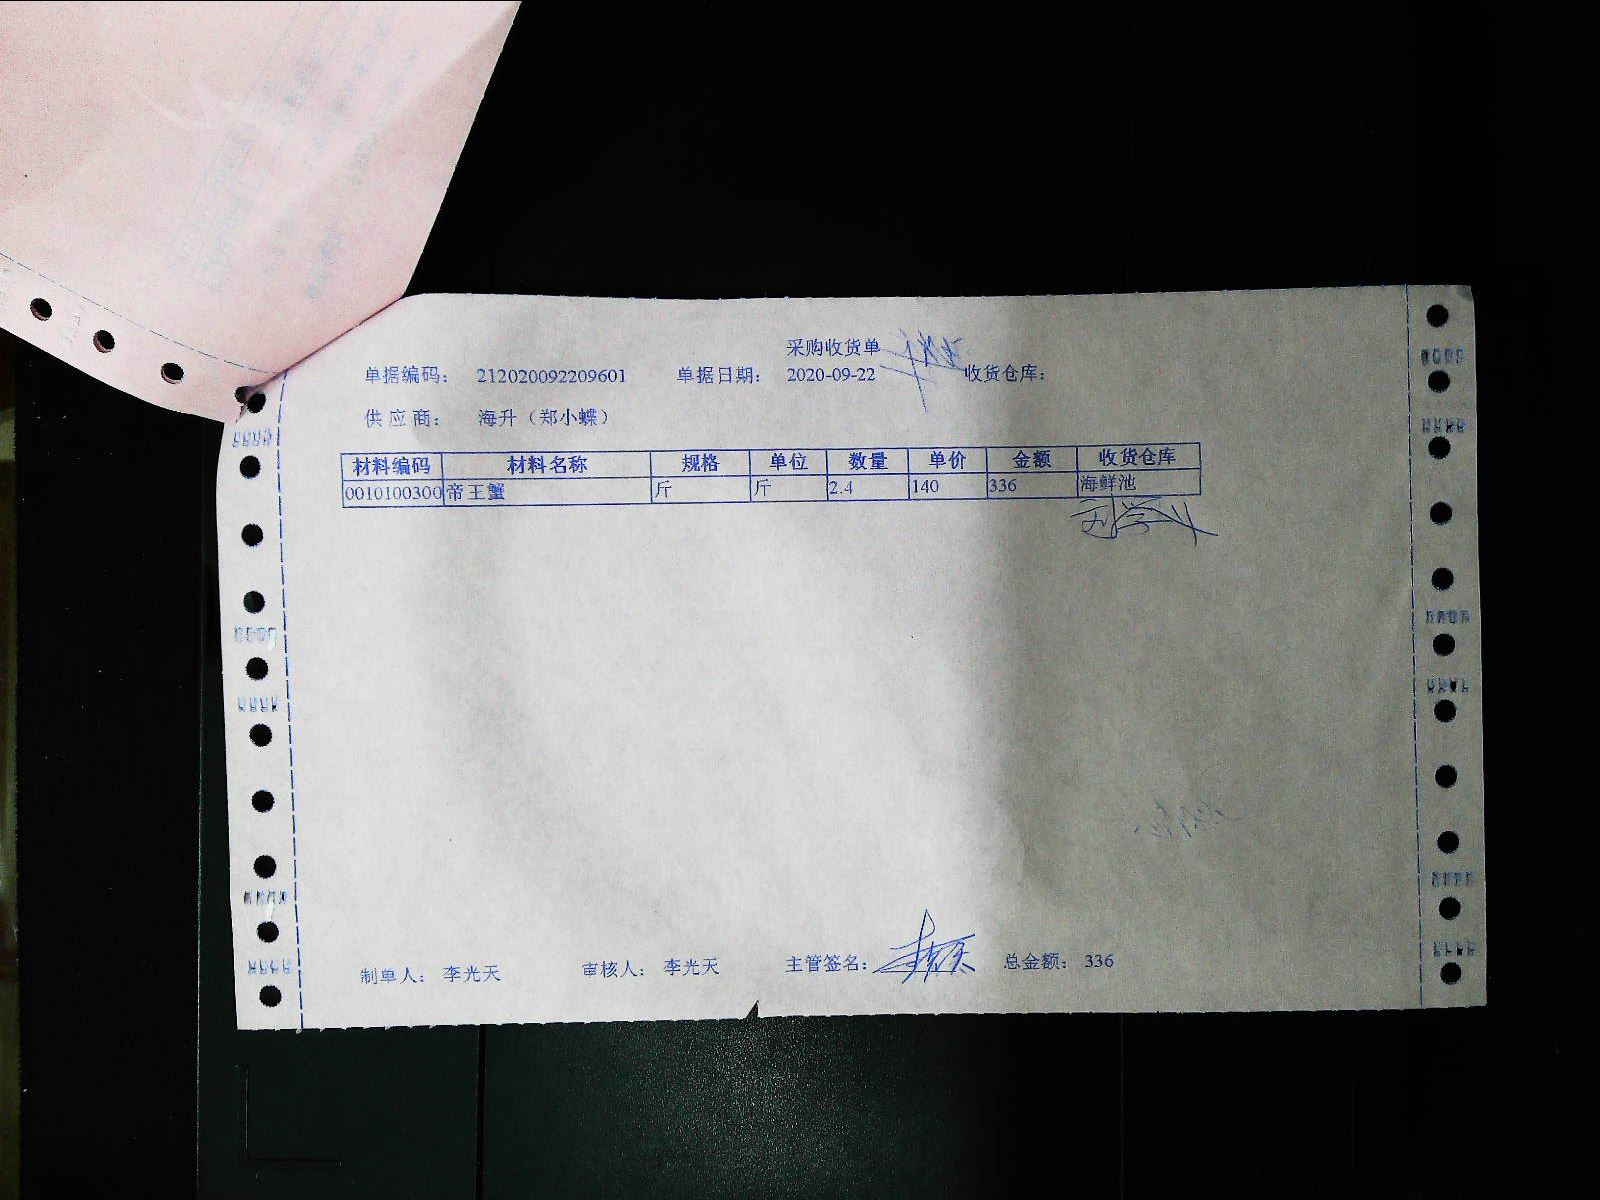 采购收货单
单据编码: 212020092209601 单据日期: 2020-09-22 收货仓库:
供应商: 海升（郑小蝶）
材料编码 材料名称 规格 单位 数量 单价 金额 收货仓库
0010100300 帝王蟹 斤 斤 2.4 140 336 海鲜池
制单人: 李光天 审核人: 李光天 主管签名: 总金额: 336